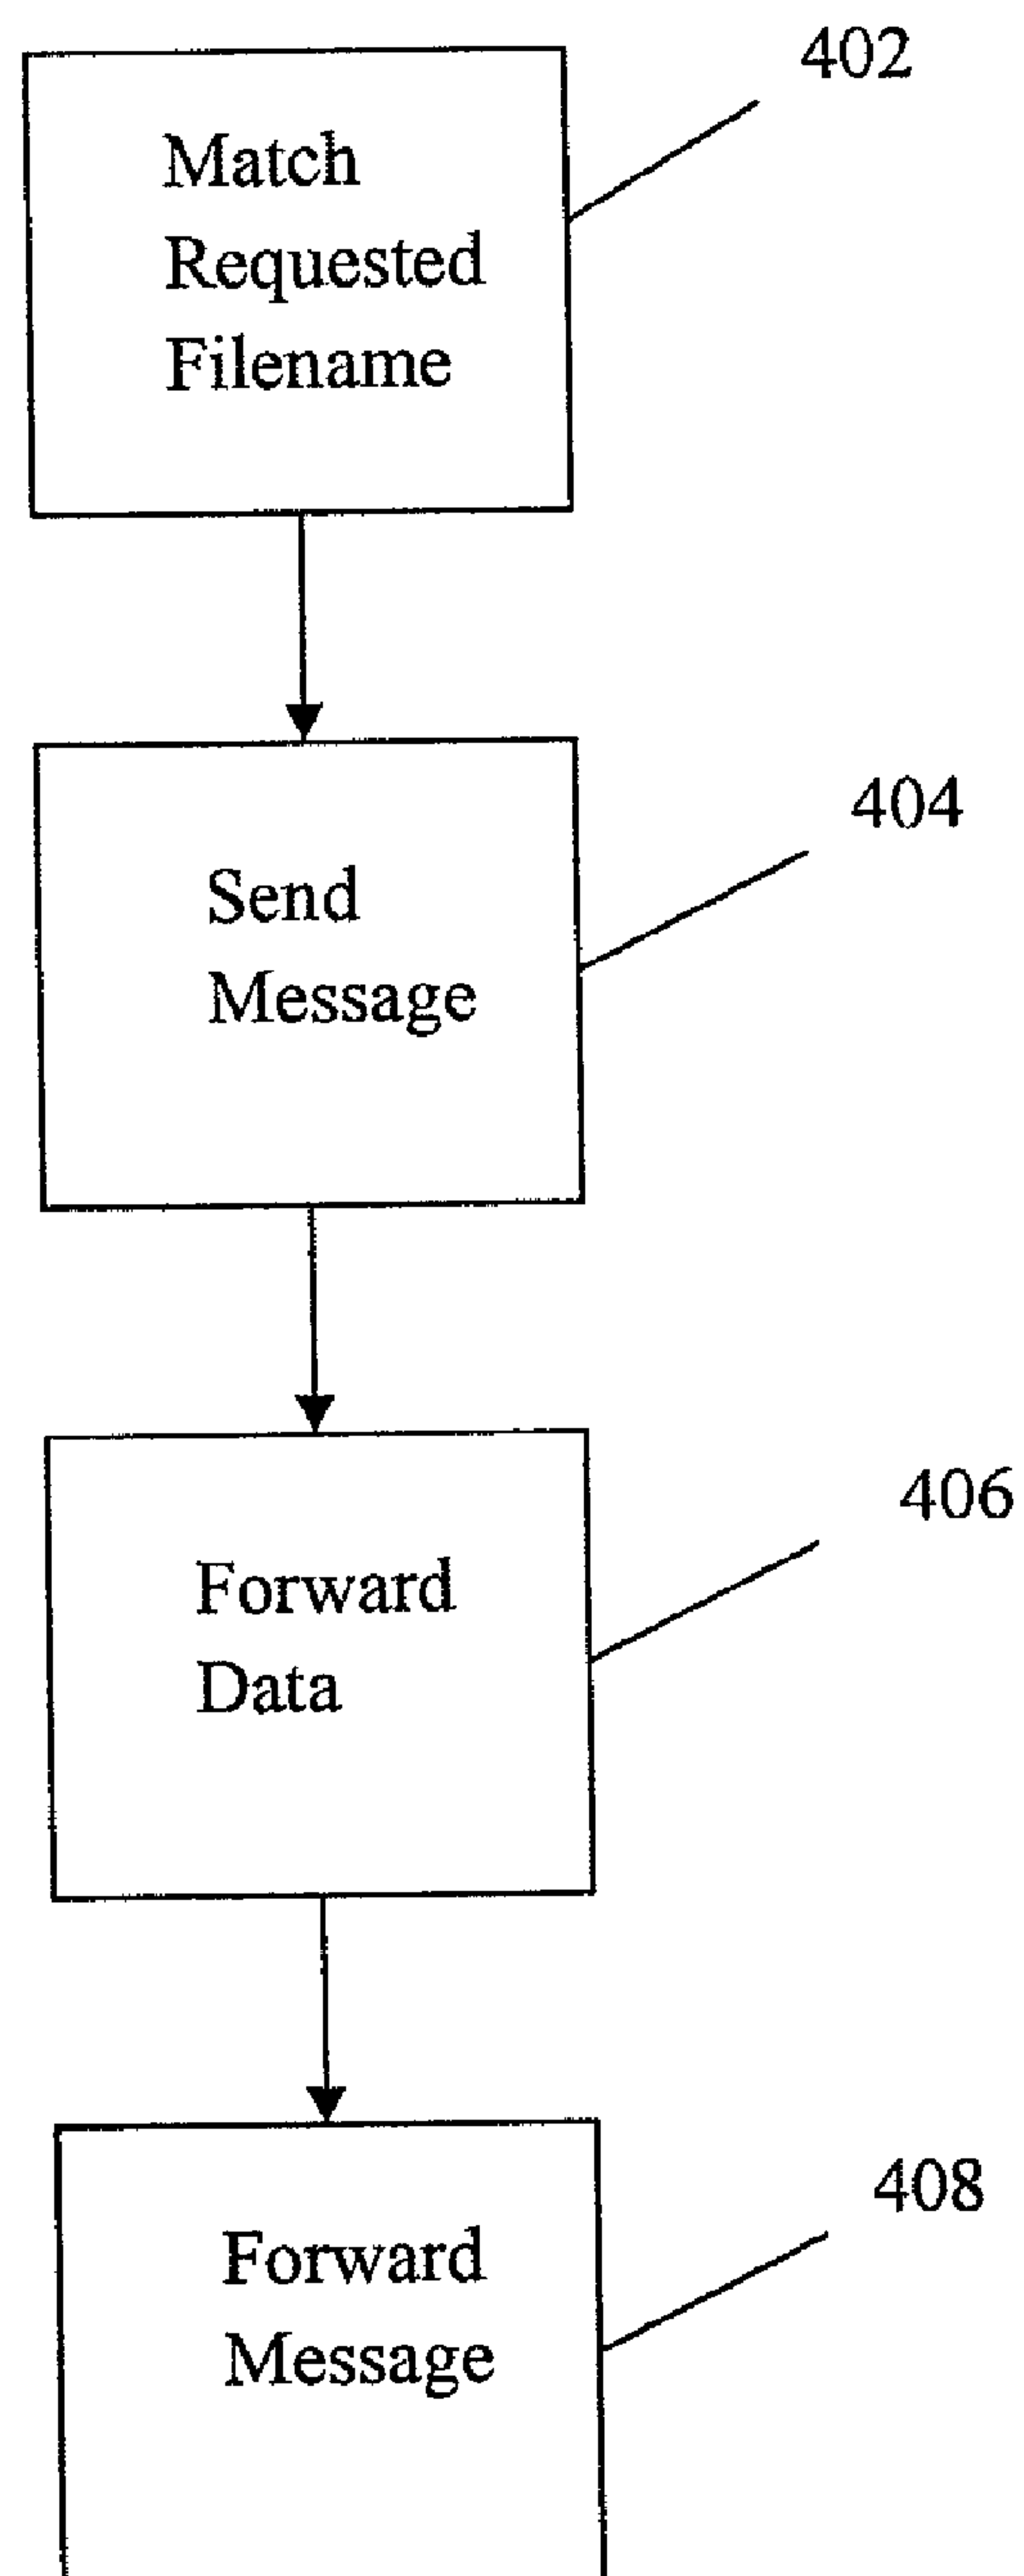 402
Match
Requested
Filename
404
Send
Message
406
Forward
Data
408
Forward
Message